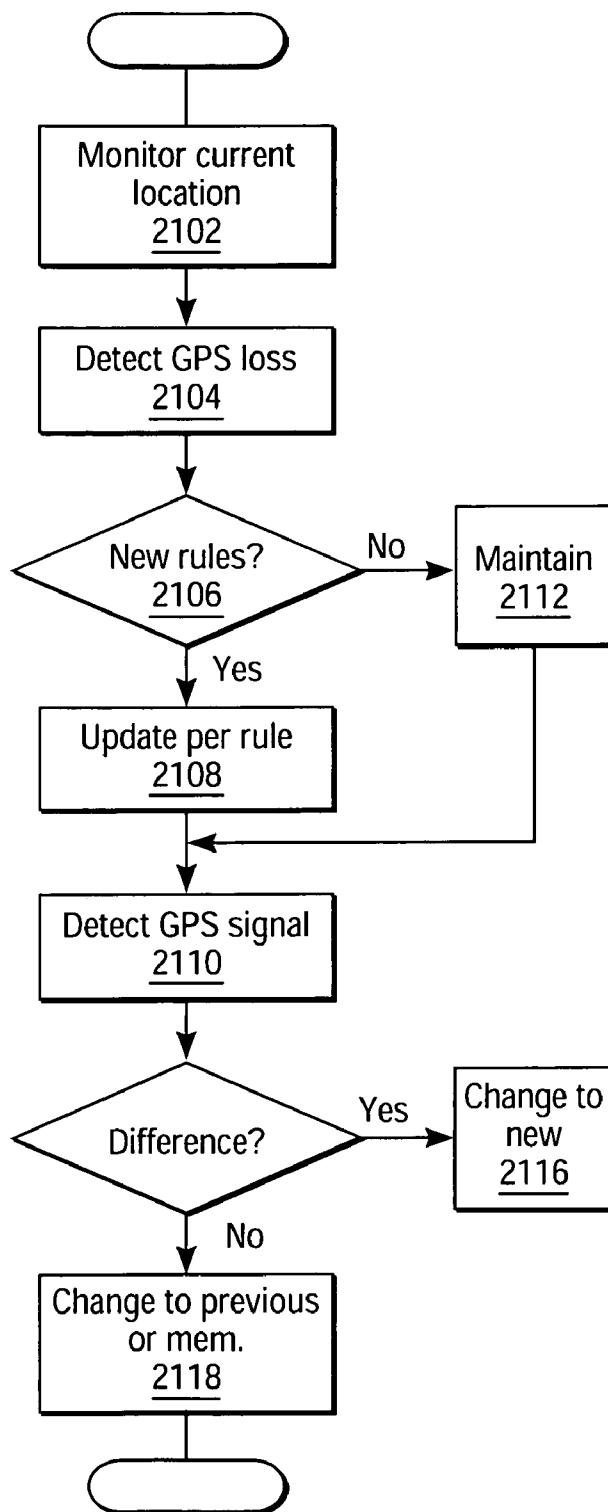 Monitor current
location
2102
Detect GPS loss
2104
New rules?
2106
No
Maintain
2112
Yes
Update per rule
2108
Detect GPS signal
2110
Difference?
Yes
Change to
new
2116
No
Change to previous
or mem.
2118